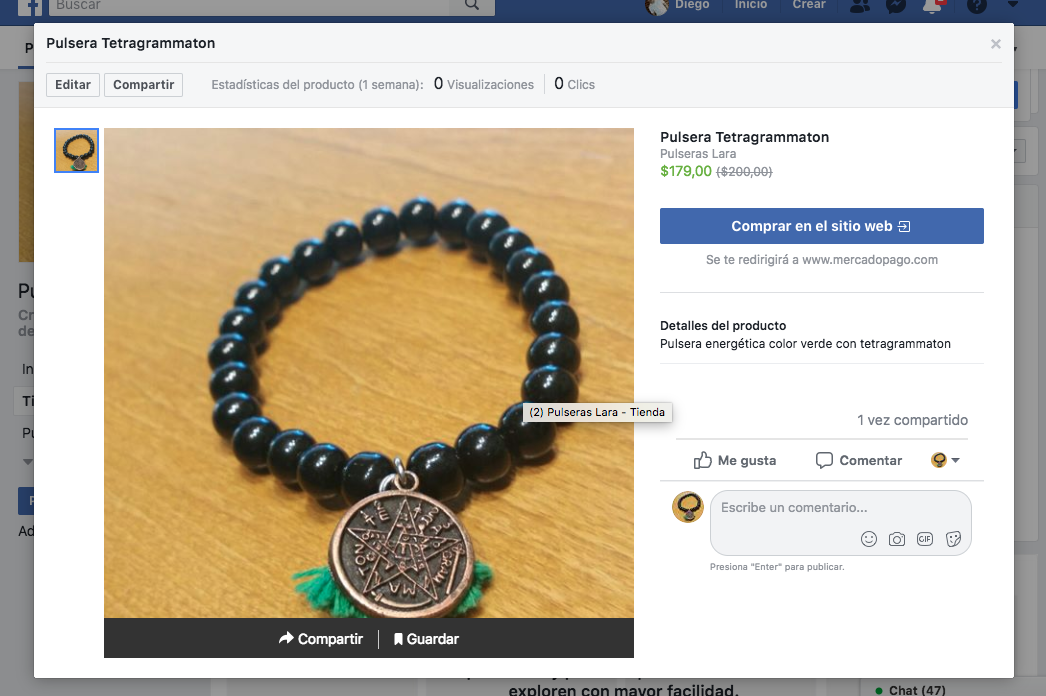 Buscar
Diego
Inicio
Crear
Pulsera Tetragrammaton
Editar
Compartir
Estadísticas del producto (1 semana): 0 Visualizaciones 0 Clics
Pulsera Tetragrammaton
Pulseras Lara
$179,00 ($200,00)
Comprar en el sitio web
Se te redirigirá a www.mercadopago.com
Detalles del producto
Pulsera energética color verde con tetragrammaton
(2) Pulseras Lara - Tienda
1 vez compartido
Me gusta
Comentar
Escribe un comentario...
GIF
Presiona "Enter" para publicar.
Compartir
Guardar
exploren con mayor facilidad.
Chat (47)